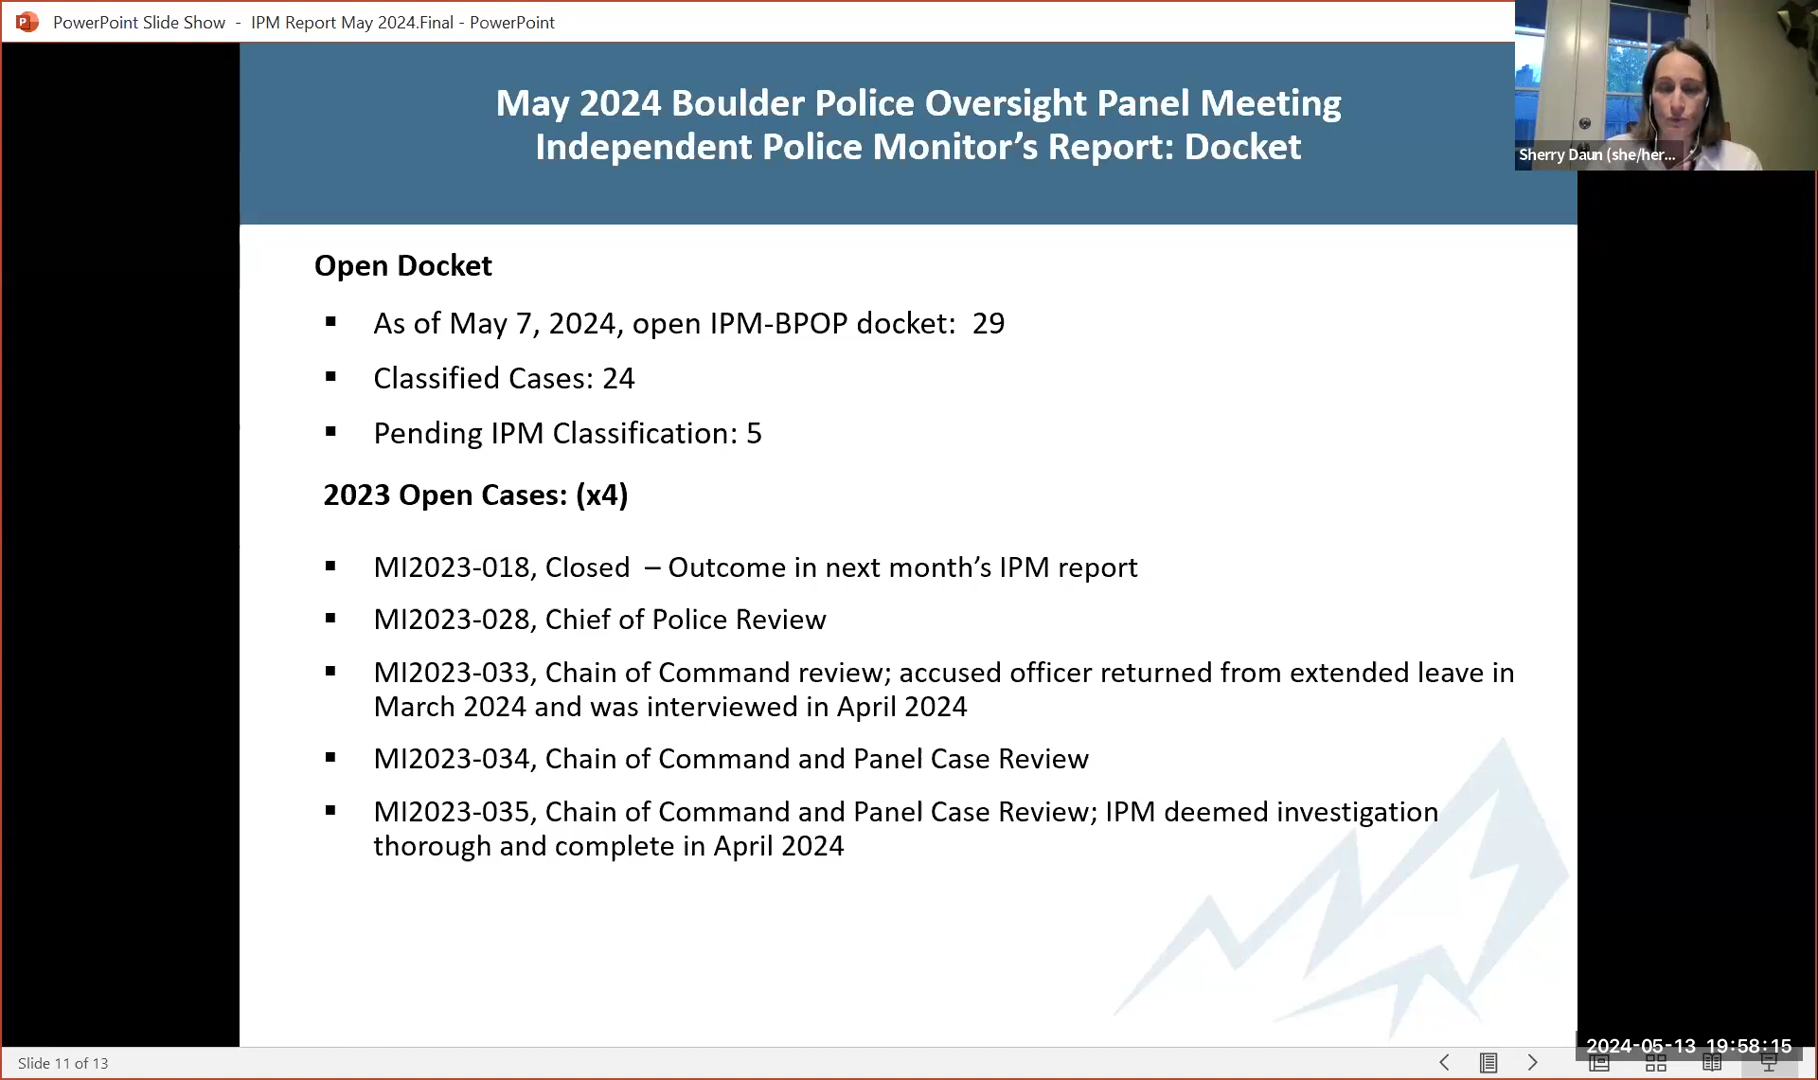 PowerPoint Slide Show - IPM Report May 2024.Final - PowerPoint
May 2024 Boulder Police Oversight Panel Meeting
Independent Police Monitor’s Report: Docket
Sherry Daun (she/her...
Open Docket
▪ As of May 7, 2024, open IPM-BPOP docket: 29
▪ Classified Cases: 24
▪ Pending IPM Classification: 5
2023 Open Cases: (x4)
▪ MI2023-018, Closed – Outcome in next month’s IPM report
▪ MI2023-028, Chief of Police Review
▪ MI2023-033, Chain of Command review; accused officer returned from extended leave in
March 2024 and was interviewed in April 2024
▪ MI2023-034, Chain of Command and Panel Case Review
▪ MI2023-035, Chain of Command and Panel Case Review; IPM deemed investigation
thorough and complete in April 2024
2024-05-13 19:58:15
Slide 11 of 13